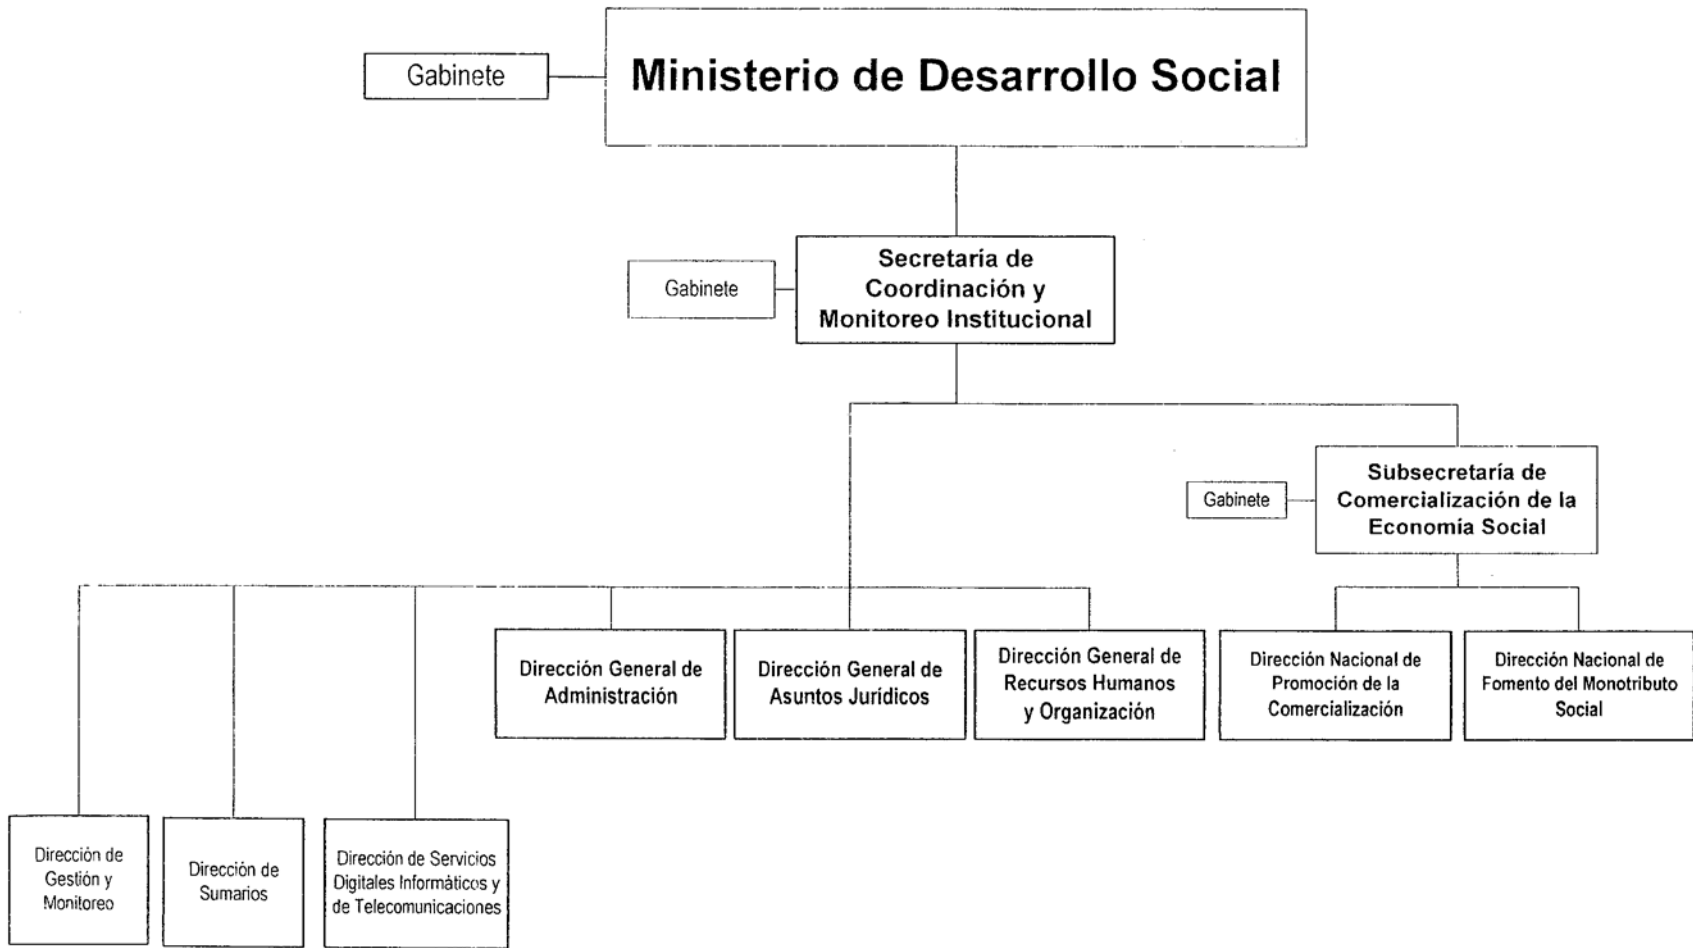 Gabinete
Ministerio de Desarrollo Social
Gabinete
Secretaría de
Coordinación y
Monitoreo Institucional
Gabinete
Subsecretaría de
Comercialización de la
Economía Social
Dirección General de
Administración
Dirección General de
Asuntos Jurídicos
Dirección General de
Recursos Humanos
y Organización
Dirección Nacional de
Promoción de la
Comercialización
Dirección Nacional de
Fomento del Monotributo
Social
Dirección de
Gestión y
Monitoreo
Dirección de
Sumarios
Dirección de Servicios
Digitales Informáticos y
de Telecomunicaciones